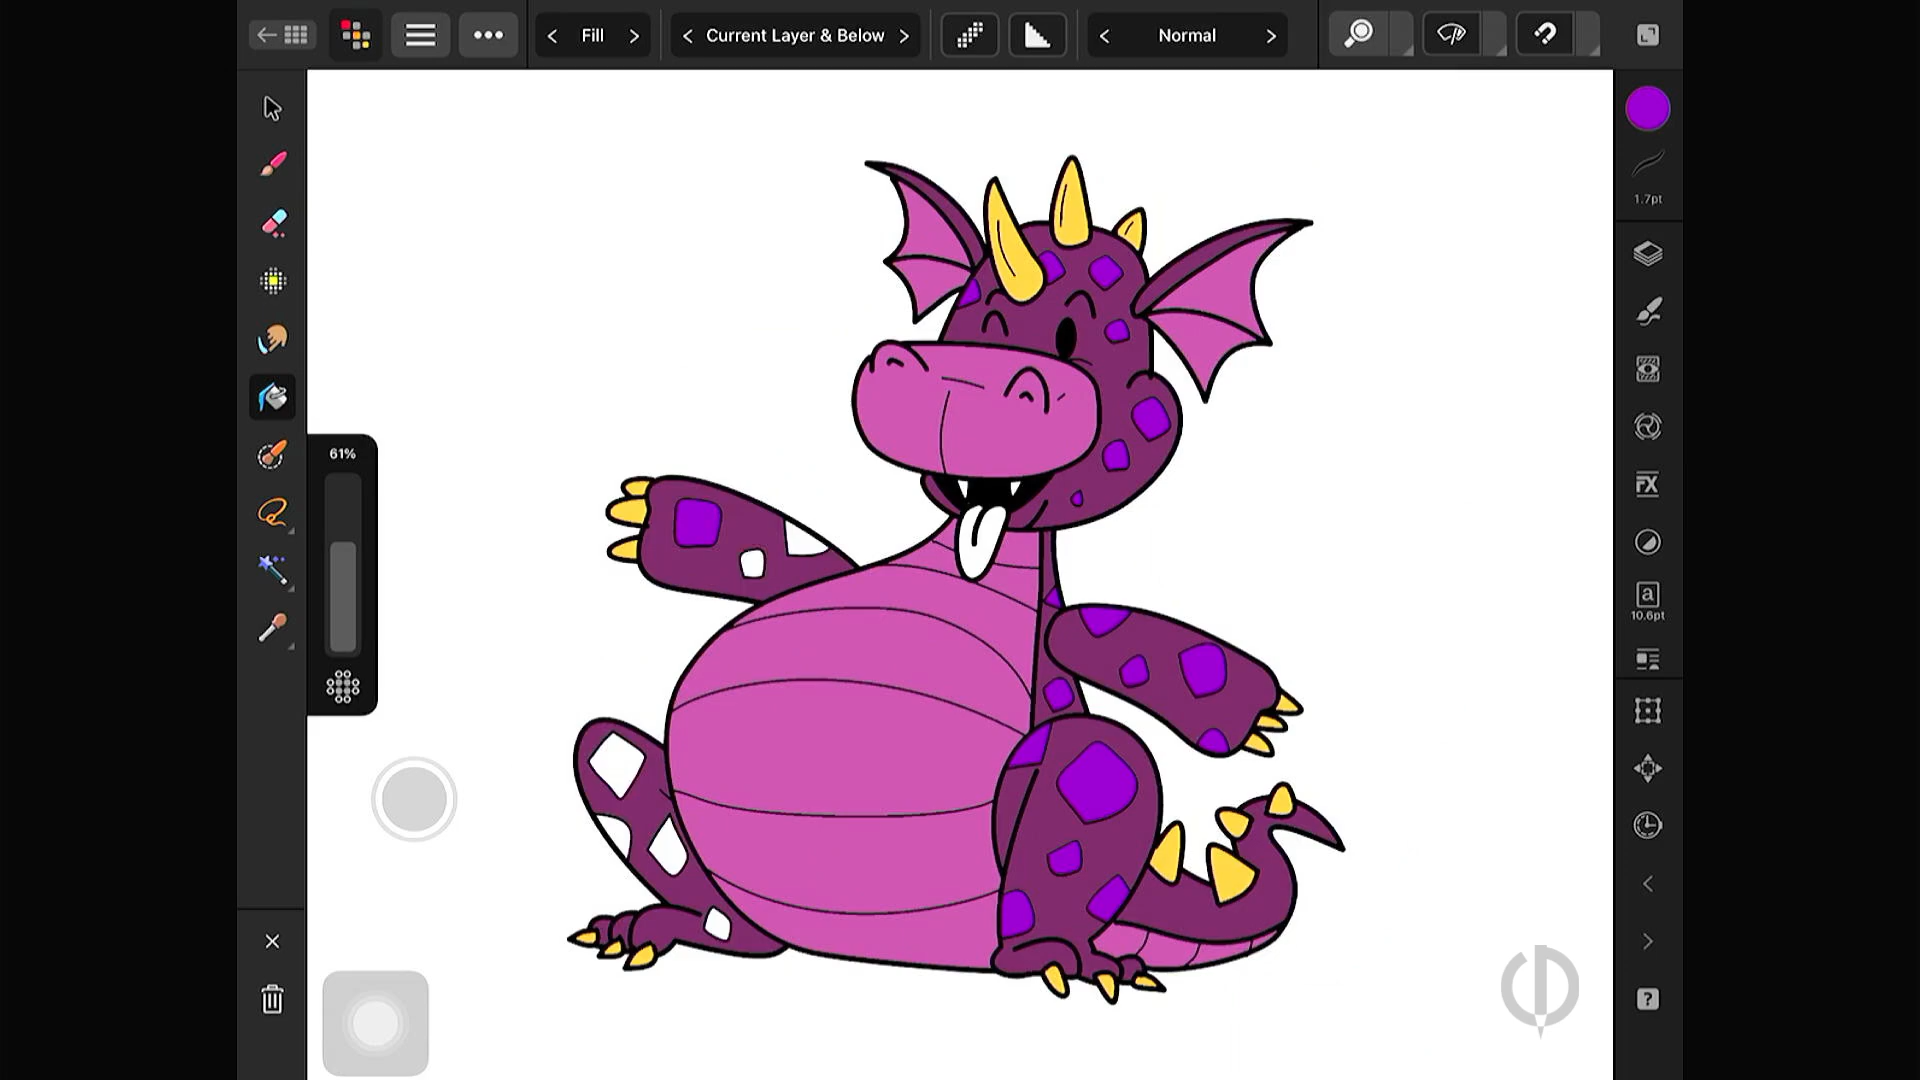 Fill
Current Layer & Below
Normal
1.7pt
61%
FX
a
10.6pt
?